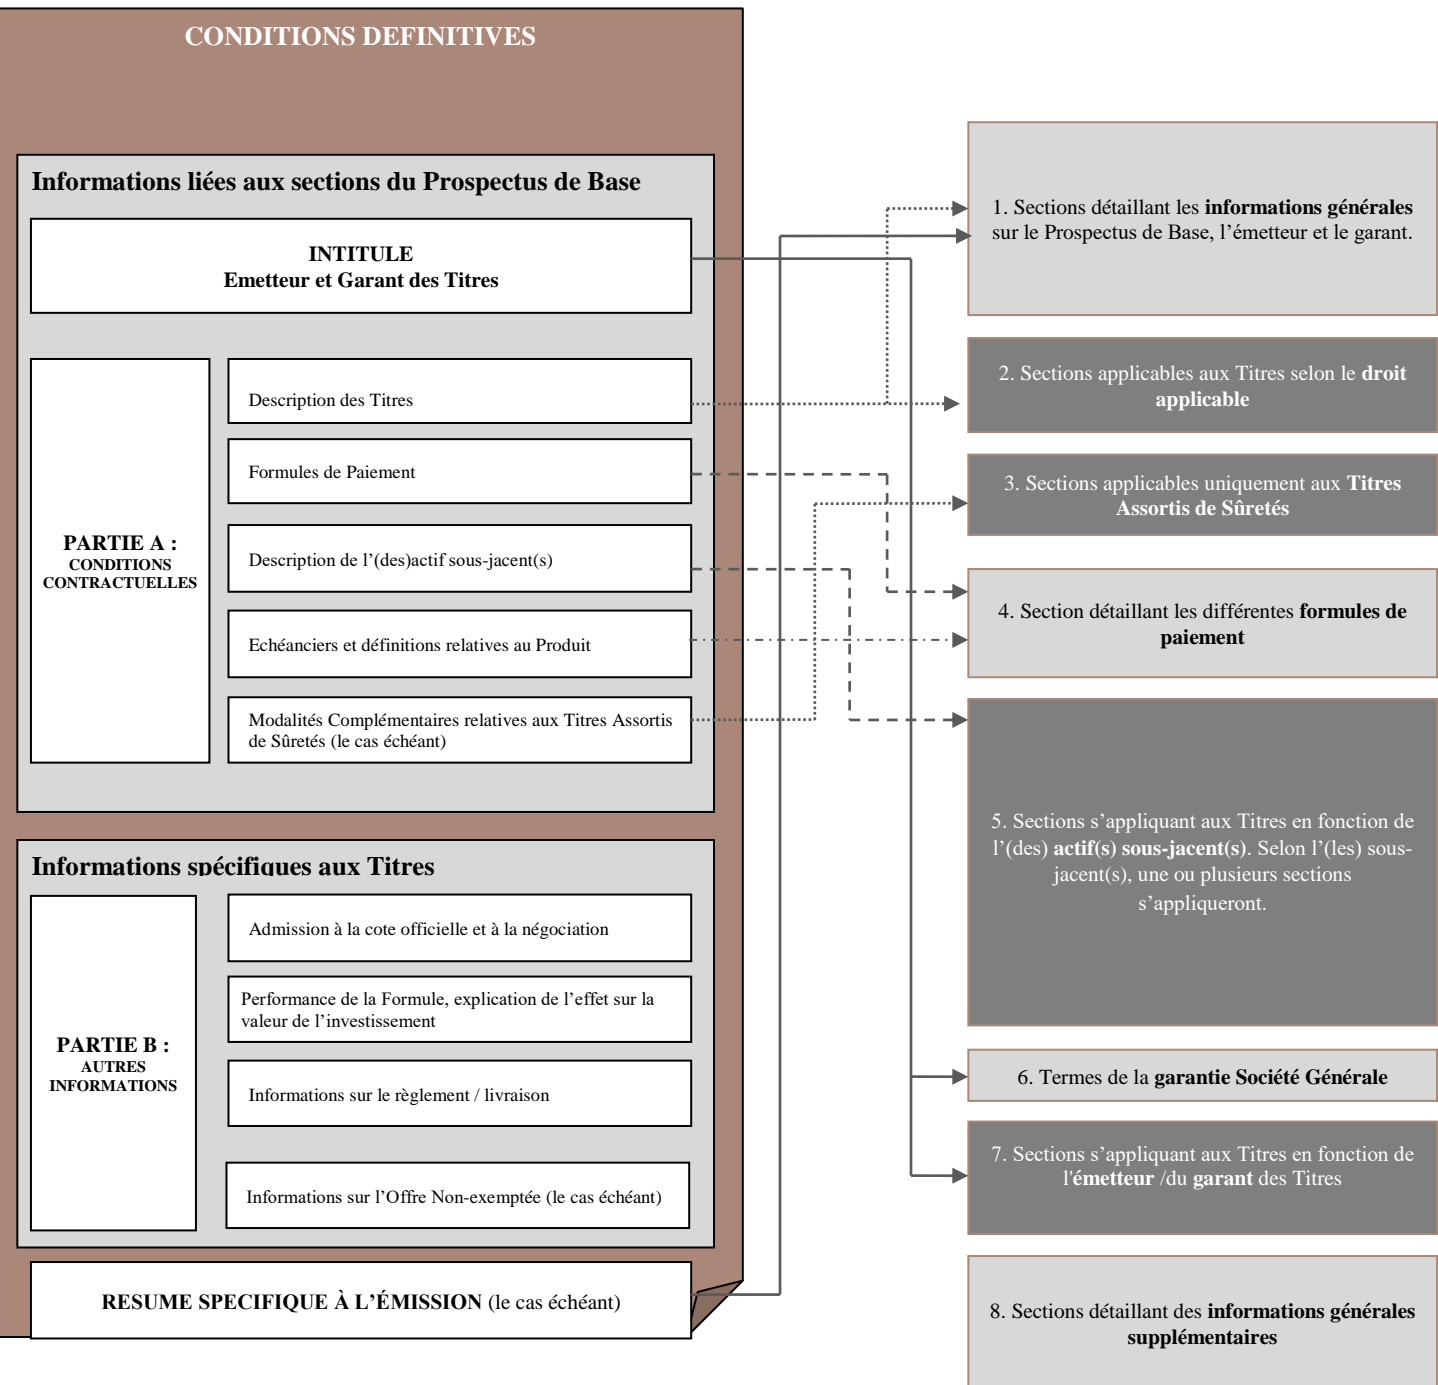 CONDITIONS DEFINITIVES
Informations liées aux sections du Prospectus de Base
INTITULE
Emetteur et Garant des Titres
PARTIE A :
CONDITIONS
CONTRACTUELLES
Description des Titres
Formules de Paiement
Description de l’(des)actif sous-jacent(s)
Echéanciers et définitions relatives au Produit
Modalités Complémentaires relatives aux Titres Assortis
de Sûretés (le cas échéant)
Informations spécifiques aux Titres
PARTIE B :
AUTRES
INFORMATIONS
Admission à la cote officielle et à la négociation
Performance de la Formule, explication de l’effet sur la
valeur de l’investissement
Informations sur le règlement / livraison
Informations sur l’Offre Non-exemptée (le cas échéant)
RESUME SPECIFIQUE À L’ÉMISSION (le cas échéant)
1. Sections détaillant les informations générales
sur le Prospectus de Base, l’émetteur et le garant.
2. Sections applicables aux Titres selon le droit
applicable
3. Sections applicables uniquement aux Titres
Assortis de Sûretés
4. Section détaillant les différentes formules de
paiement
5. Sections s’appliquant aux Titres en fonction de
l’(des) actif(s) sous-jacent(s). Selon l’(les) sous-
jacent(s), une ou plusieurs sections
s’appliqueront.
6. Termes de la garantie Société Générale
7. Sections s’appliquant aux Titres en fonction de
l'émetteur /du garant des Titres
8. Sections détaillant des informations générales
supplémentaires